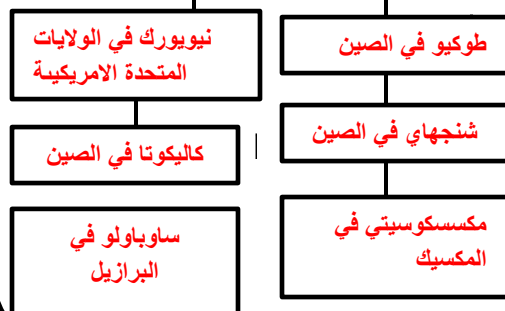 طوكيو في الصين
شنجهاي في الصين
مكسسكوسيتي في
المكسيك
نيويورك في الولايات
المتحدة الامريكيىة
كاليكوتا في الصين
ساوباولو في
البرازيل